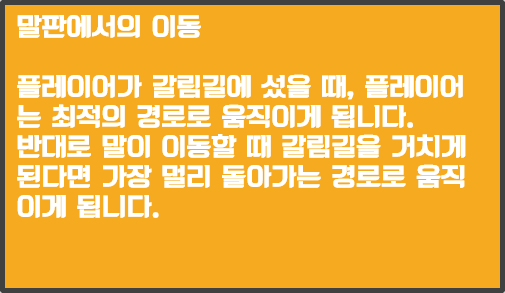 말판에서의 이동
플레이어가 갈림길에 섰을 때, 플레이어
는 최적의 경로로 움직이게 됩니다.
반대로 말이 이동할 때 갈림길을 거치게
된다면 가장 멀리 돌아가는 경로로 움직
이게 됩니다.